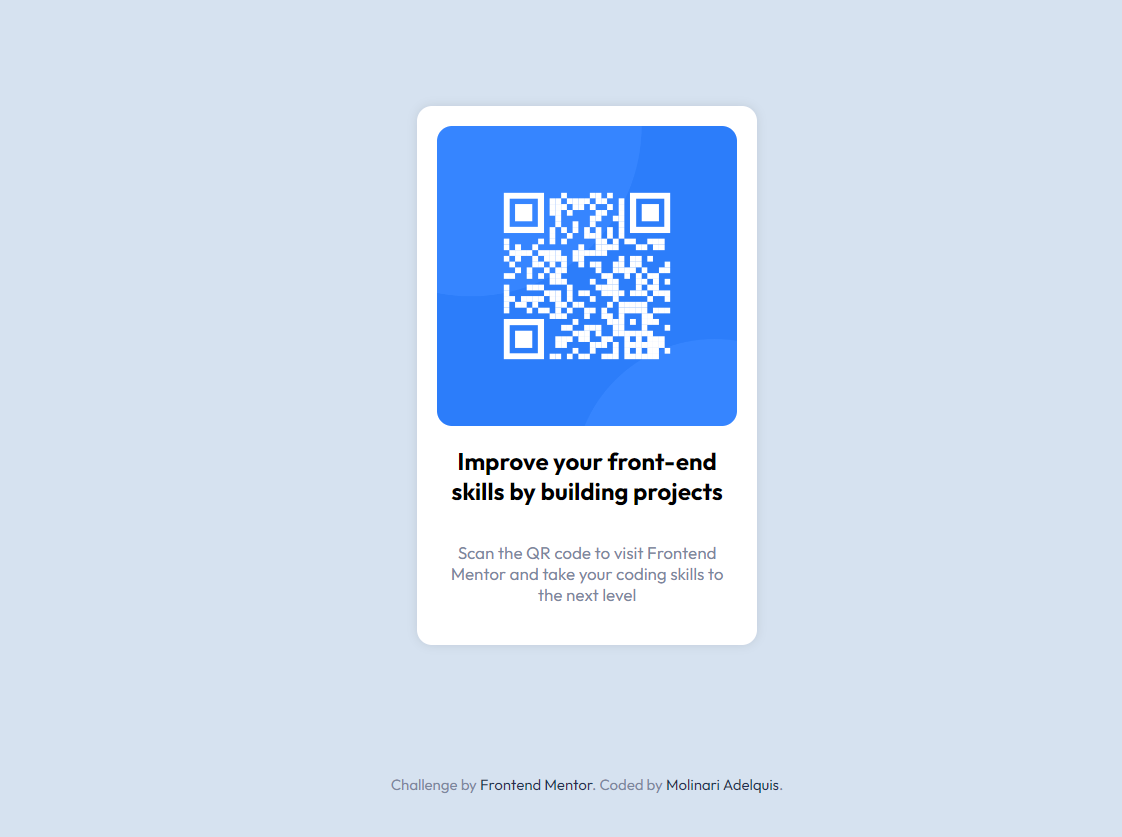 Improve your front-end
skills by building projects
Scan the QR code to visit Frontend
Mentor and take your coding skills to
the next level
Challenge by Frontend Mentor. Coded by Molinari Adelquis.